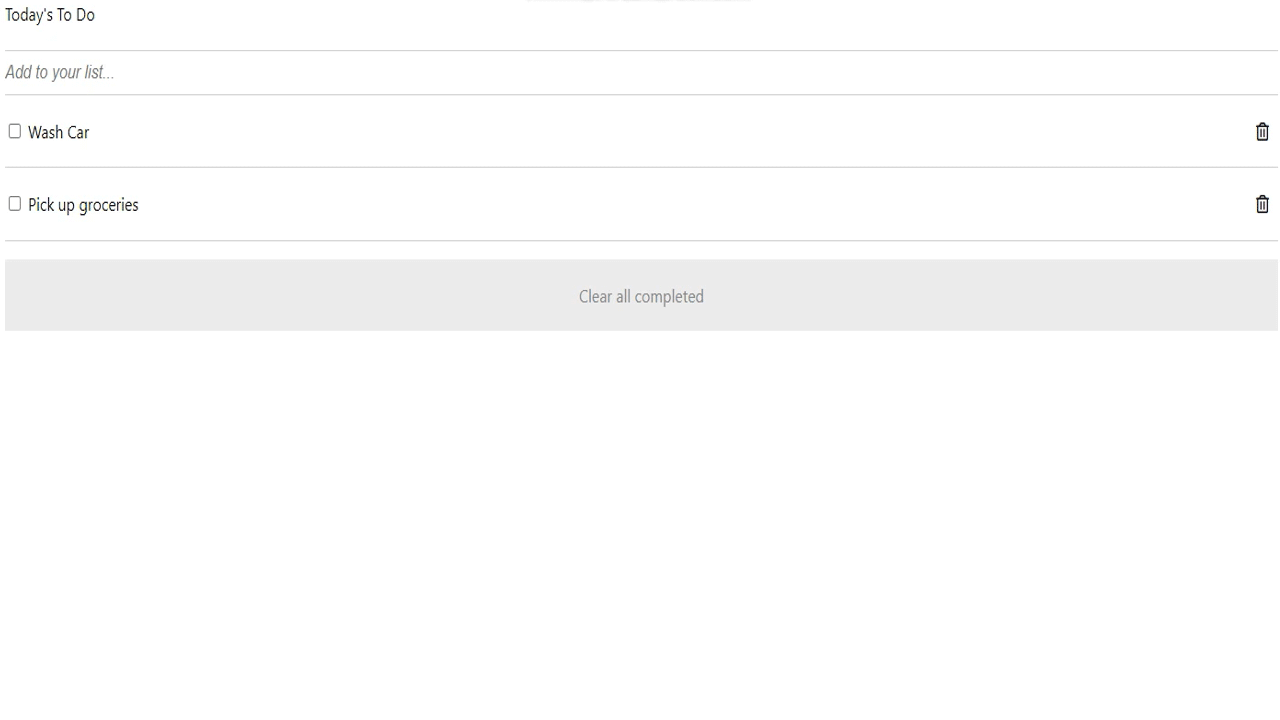 Today's To Do
Add to your list...
Wash Car
Pick up groceries
Clear all completed